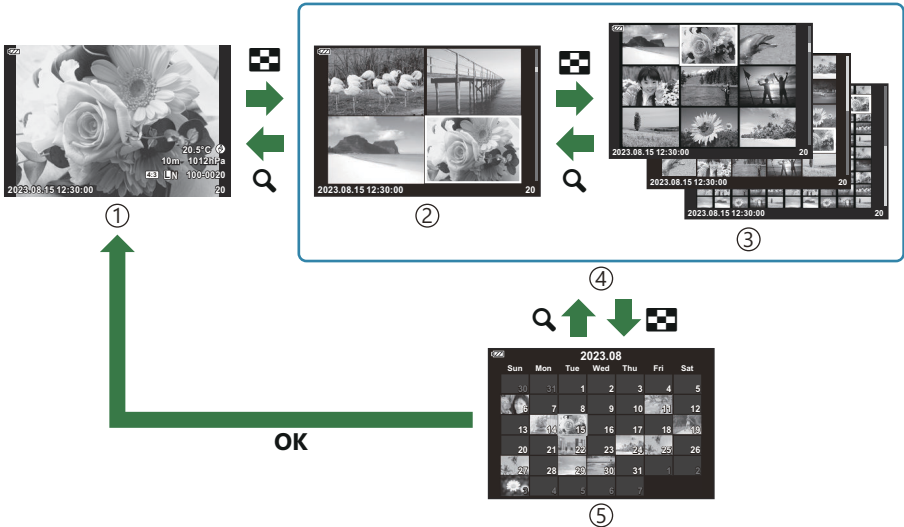 20.5°C
10m 1012hPa
4:3 LN 100-0020
2023.08.15 12:30:00 20
①
2023.08.15 12:30:00 20
②
2023.08.15 12:30:00 20
2023.08.15 12:30:00 20
2023.08.15 12:30:00 20
③
④
2023.08
Sun Mon Tue Wed Thu Fri Sat
30 31 1 2 3 4 5
6 7 8 9 10 11 12
13 14 15 16 17 18 19
20 21 22 23 24 25 26
27 28 29 30 31 1 2
3 4 5 6 7
OK
⑤